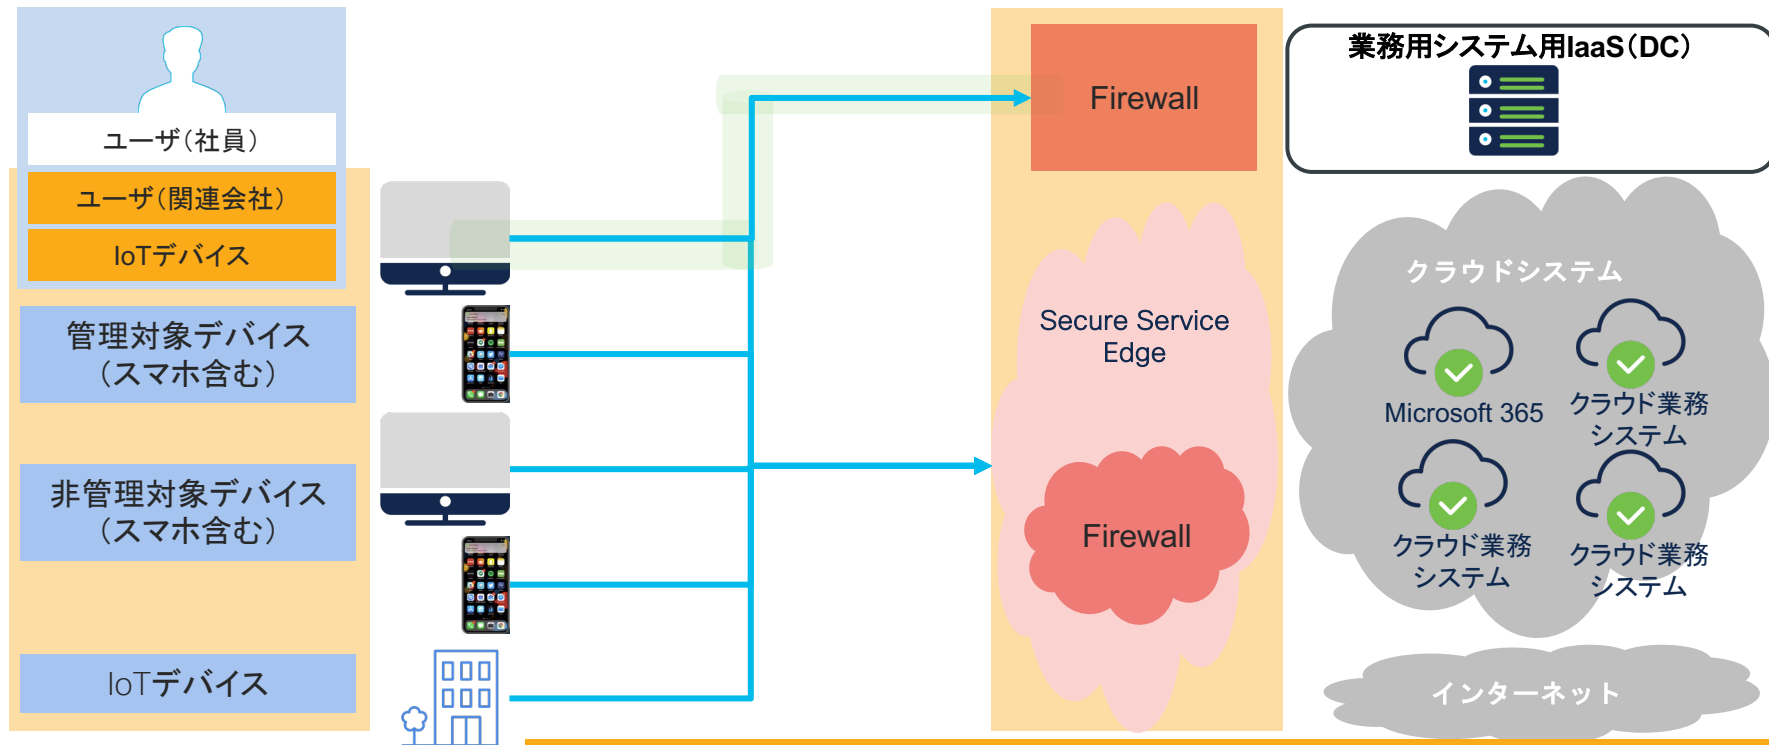 ユーザ(社員)
ユーザ(関連会社)
IoTデバイス
管理対象デバイス
(スマホ含む)
非管理対象デバイス
(スマホ含む)
IoTデバイス
Firewall
Secure Service
Edge
Firewall
業務用システム用IaaS(DC)
クラウドシステム
Microsoft 365
クラウド業務
システム
クラウド業務
システム
クラウド業務
システム
インターネット